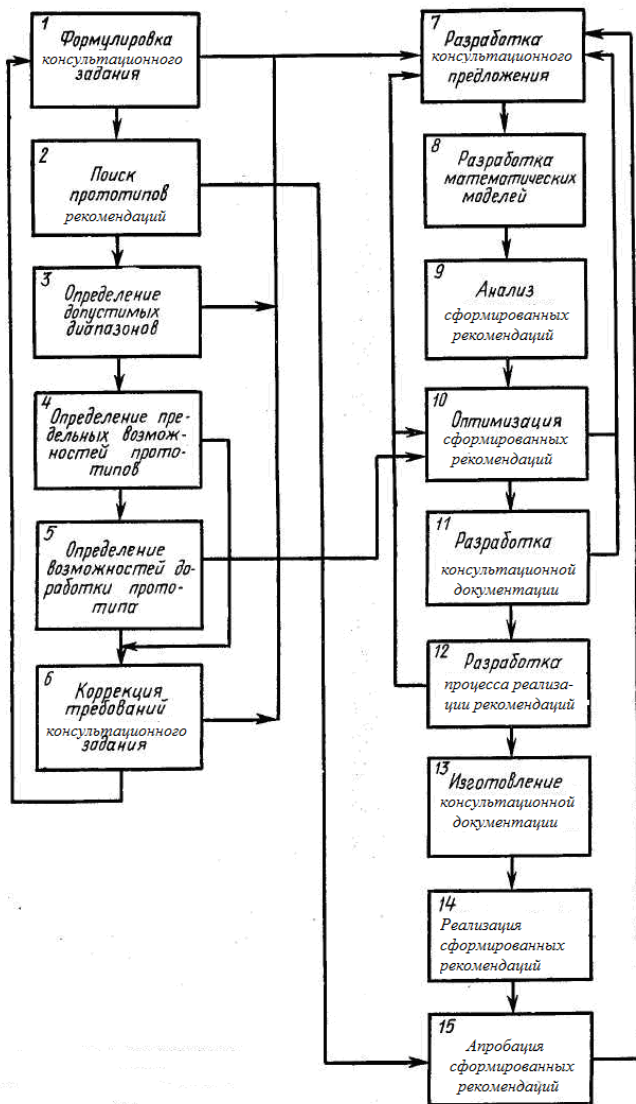 1
Формулировка
консультационного
задания
2
Поиск
прототипов
рекомендаций
3
Определение
допустимых
диапазонов
4
Определение пре-
дельных возмож-
ностей прото-
типов
5
Определение
возможностей до-
работки прото-
типа
6
Коррекция
требований
консультационного
задания
7
Разработка
консультационного
предложения
8
Разработка
математических
моделей
9
Анализ
сформированных
рекомендаций
10
Оптимизация
сформированных
рекомендаций
11
Разработка
консультационной
документации
12
Разработка
процесса реализа-
ции рекомендаций
13
Изготовление
консультационной
документации
14
Реализация
сформированных
рекомендаций
15
Апробация
сформированных
рекомендаций